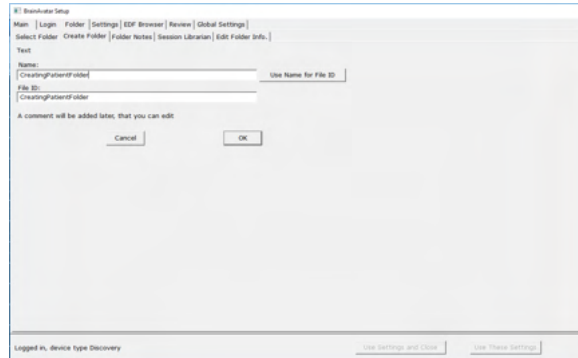 BrainAvatar Setup
Main Login Folder Settings EDF Browser Review Global Settings
Select Folder Create Folder Folder Notes Session Librarian Edit Folder Info.
Text
Name:
CreatingPatientFolder Use Name for File ID
File ID:
CreatingPatientFolder
A comment will be added later, that you can edit
Cancel OK
Logged in, device type Discovery Use Settings and Close Use These Settings